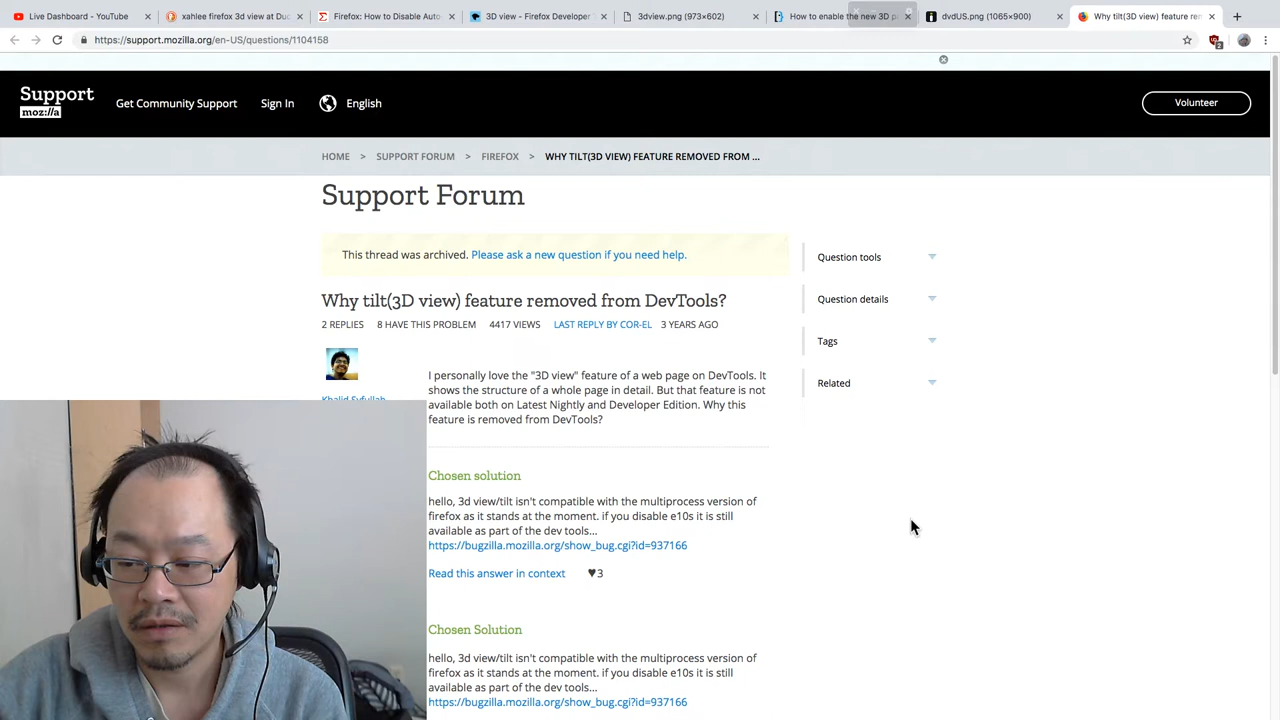 Live Dashboard - YouTube
xahlee firefox 3d view at Duc
Firefox: How to Disable Auto-
3D view - Firefox Developer T
3dview.png (973×602)
How to enable the new 3D p
dvdUS.png (1065×900)
Why tilt(3D view) feature rem
https://support.mozilla.org/en-US/questions/1104158
2
Support
moz://a
Get Community Support
Sign In
English
Volunteer
HOME > SUPPORT FORUM > FIREFOX > WHY TILT(3D VIEW) FEATURE REMOVED FROM ...
Support Forum
This thread was archived. Please ask a new question if you need help.
Why tilt(3D view) feature removed from DevTools?
2 REPLIES 8 HAVE THIS PROBLEM 4417 VIEWS LAST REPLY BY COR-EL 3 YEARS AGO
Khalid Syfullah
I personally love the "3D view" feature of a web page on DevTools. It
shows the structure of a whole page in detail. But that feature is not
available both on Latest Nightly and Developer Edition. Why this
feature is removed from DevTools?
Chosen solution
hello, 3d view/tilt isn't compatible with the multiprocess version of
firefox as it stands at the moment. if you disable e10s it is still
available as part of the dev tools...
https://bugzilla.mozilla.org/show_bug.cgi?id=937166
Read this answer in context ♥3
Chosen Solution
hello, 3d view/tilt isn't compatible with the multiprocess version of
firefox as it stands at the moment. if you disable e10s it is still
available as part of the dev tools...
https://bugzilla.mozilla.org/show_bug.cgi?id=937166
Question tools
Question details
Tags
Related